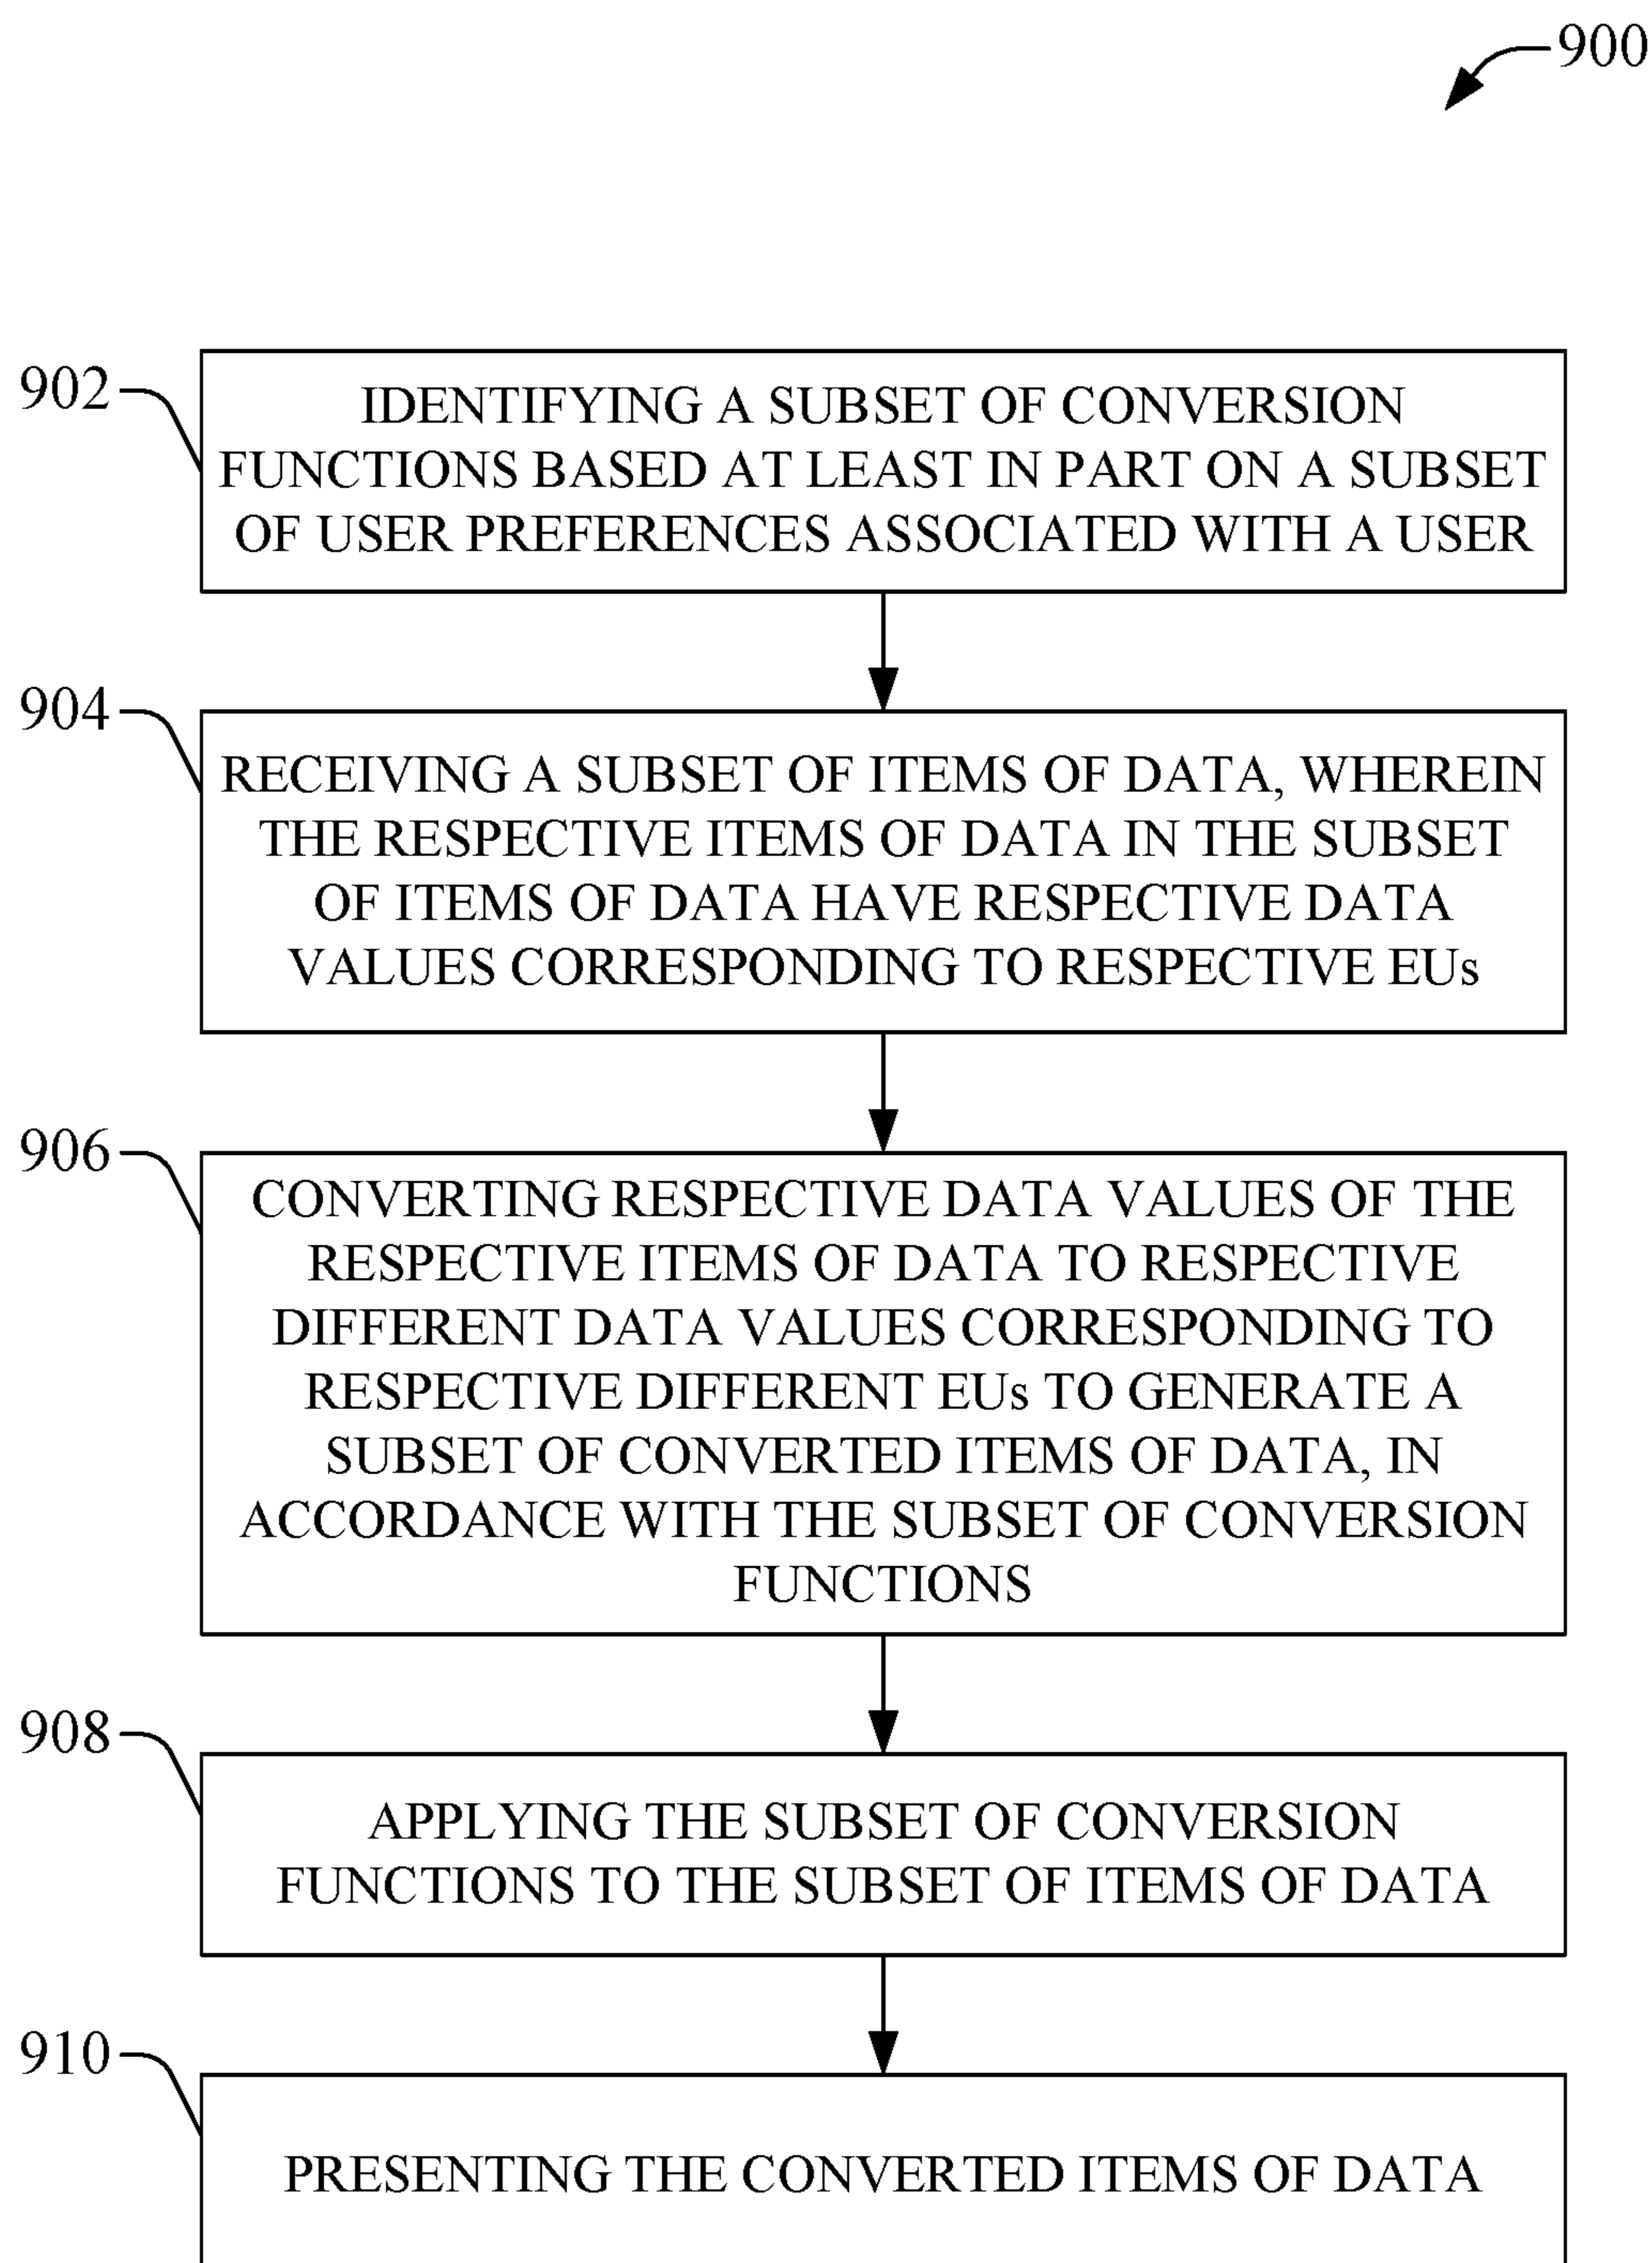 900
902
IDENTIFYING A SUBSET OF CONVERSION
FUNCTIONS BASED AT LEAST IN PART ON A SUBSET
OF USER PREFERENCES ASSOCIATED WITH A USER
904
RECEIVING A SUBSET OF ITEMS OF DATA, WHEREIN
THE RESPECTIVE ITEMS OF DATA IN THE SUBSET
OF ITEMS OF DATA HAVE RESPECTIVE DATA
VALUES CORRESPONDING TO RESPECTIVE EUs
906
CONVERTING RESPECTIVE DATA VALUES OF THE
RESPECTIVE ITEMS OF DATA TO RESPECTIVE
DIFFERENT DATA VALUES CORRESPONDING TO
RESPECTIVE DIFFERENT EUs TO GENERATE A
SUBSET OF CONVERTED ITEMS OF DATA, IN
ACCORDANCE WITH THE SUBSET OF CONVERSION
FUNCTIONS
908
APPLYING THE SUBSET OF CONVERSION
FUNCTIONS TO THE SUBSET OF ITEMS OF DATA
910
PRESENTING THE CONVERTED ITEMS OF DATA